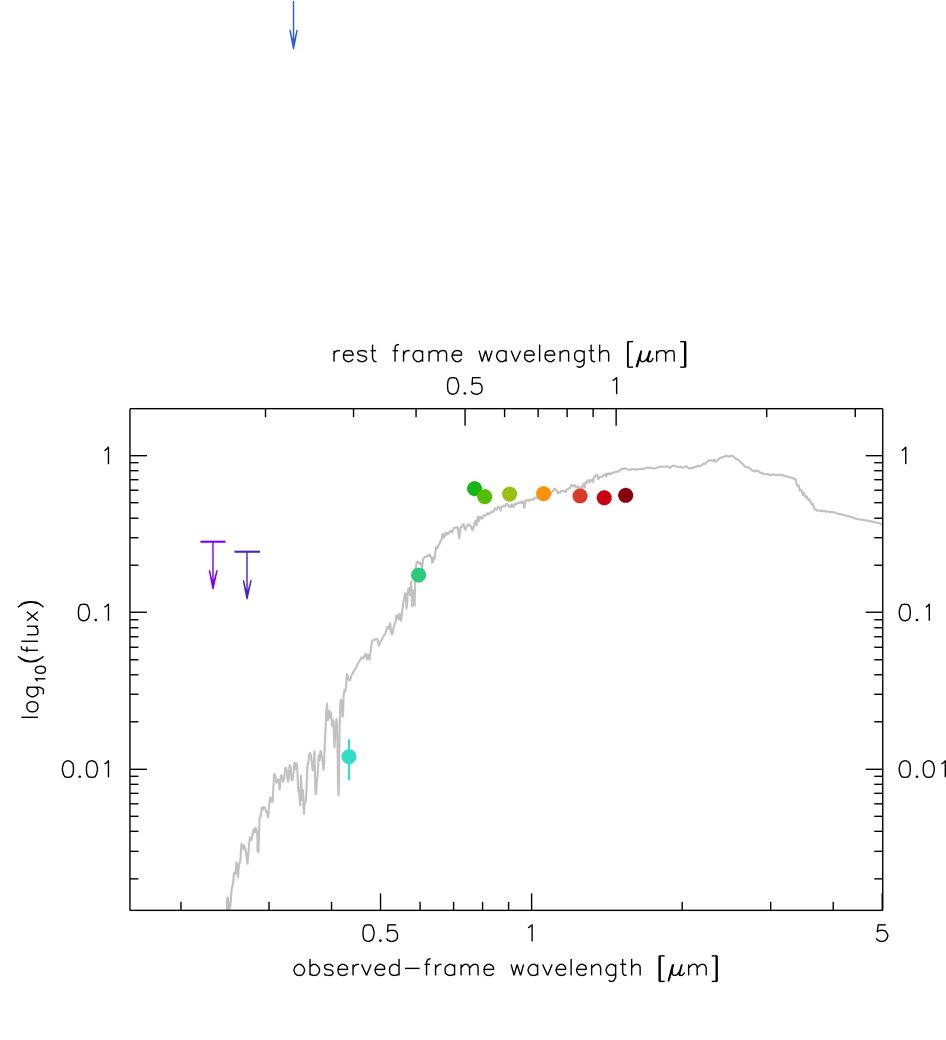 rest frame wavelength [μm]
0.5 1
1 1
0.1 0.1
0.01 0.01
log10(flux)
0.5 1 5
observed−frame wavelength [μm]